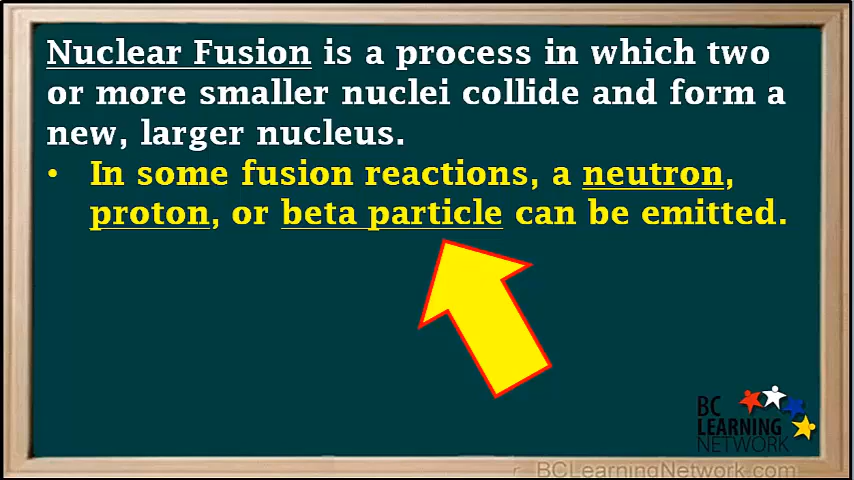 Nuclear Fusion is a process in which two
or more smaller nuclei collide and form a
new, larger nucleus.
• In some fusion reactions, a neutron,
proton, or beta particle can be emitted.
BC
LEARNING
NETWORK
BCLearningNetwork.com